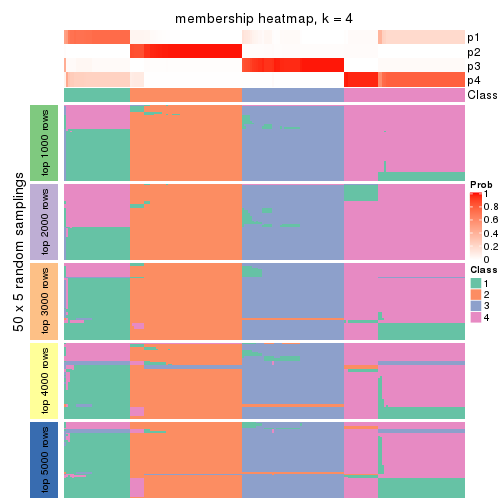 membership heatmap, k = 4
p1
p2
p3
p4
Class
50 x 5 random samplings
top 1000 rows
top 2000 rows
top 3000 rows
top 4000 rows
top 5000 rows
Prob
1
0.8
0.6
0.4
0.2
0
Class
1
2
3
4